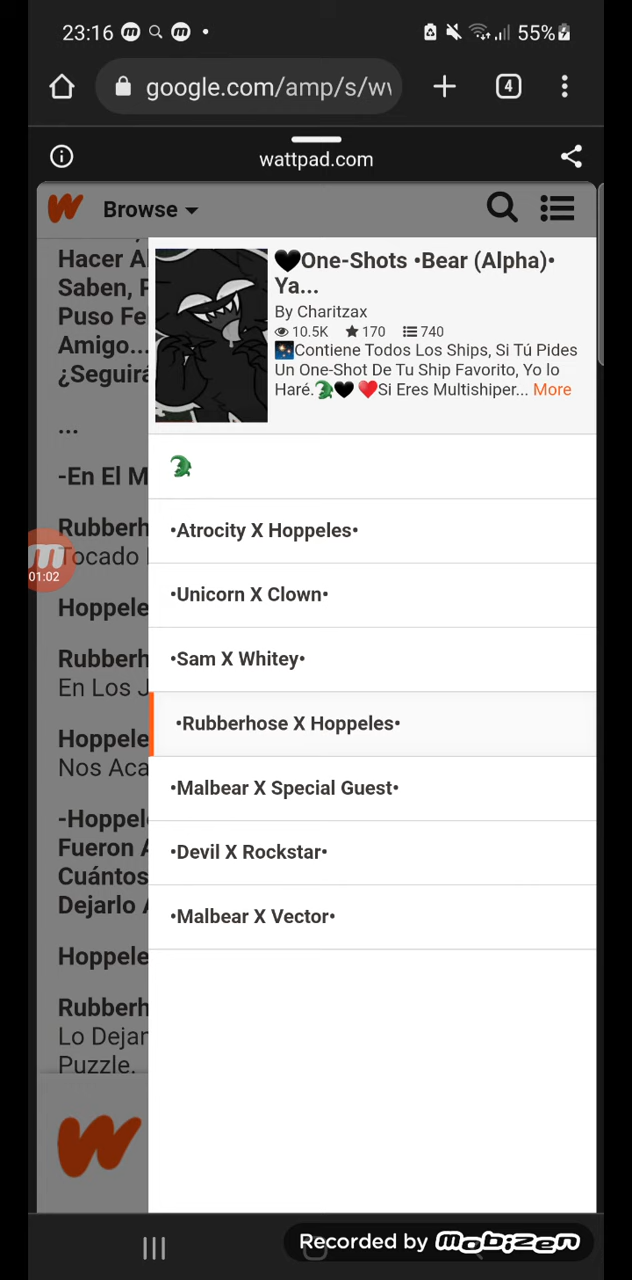 23:16
55%
google.com/amp/s/w
4
wattpad.com
Browse
Hacer A
Saben, P
Puso Fe
Amigo...
¿Seguirá
...
-En El M
Rubberh
Tocado
Hoppele
Rubberh
En Los J
Hoppele
Nos Aca
-Hoppel
Fueron A
Cuántos
Dejarlo A
Hoppele
Rubberh
Lo Dejar
Puzzle.
01:02
🖤One-Shots •Bear (Alpha)•
Ya...
By Charitzax
10.5K 170 740
🌠Contiene Todos Los Ships, Si Tú Pides
Un One-Shot De Tu Ship Favorito, Yo lo
Haré.🐊🖤 ♥️Si Eres Multishiper... More
🐊
•Atrocity X Hoppeles•
•Unicorn X Clown•
•Sam X Whitey•
•Rubberhose X Hoppeles•
•Malbear X Special Guest•
•Devil X Rockstar•
•Malbear X Vector•
Recorded by mobizen